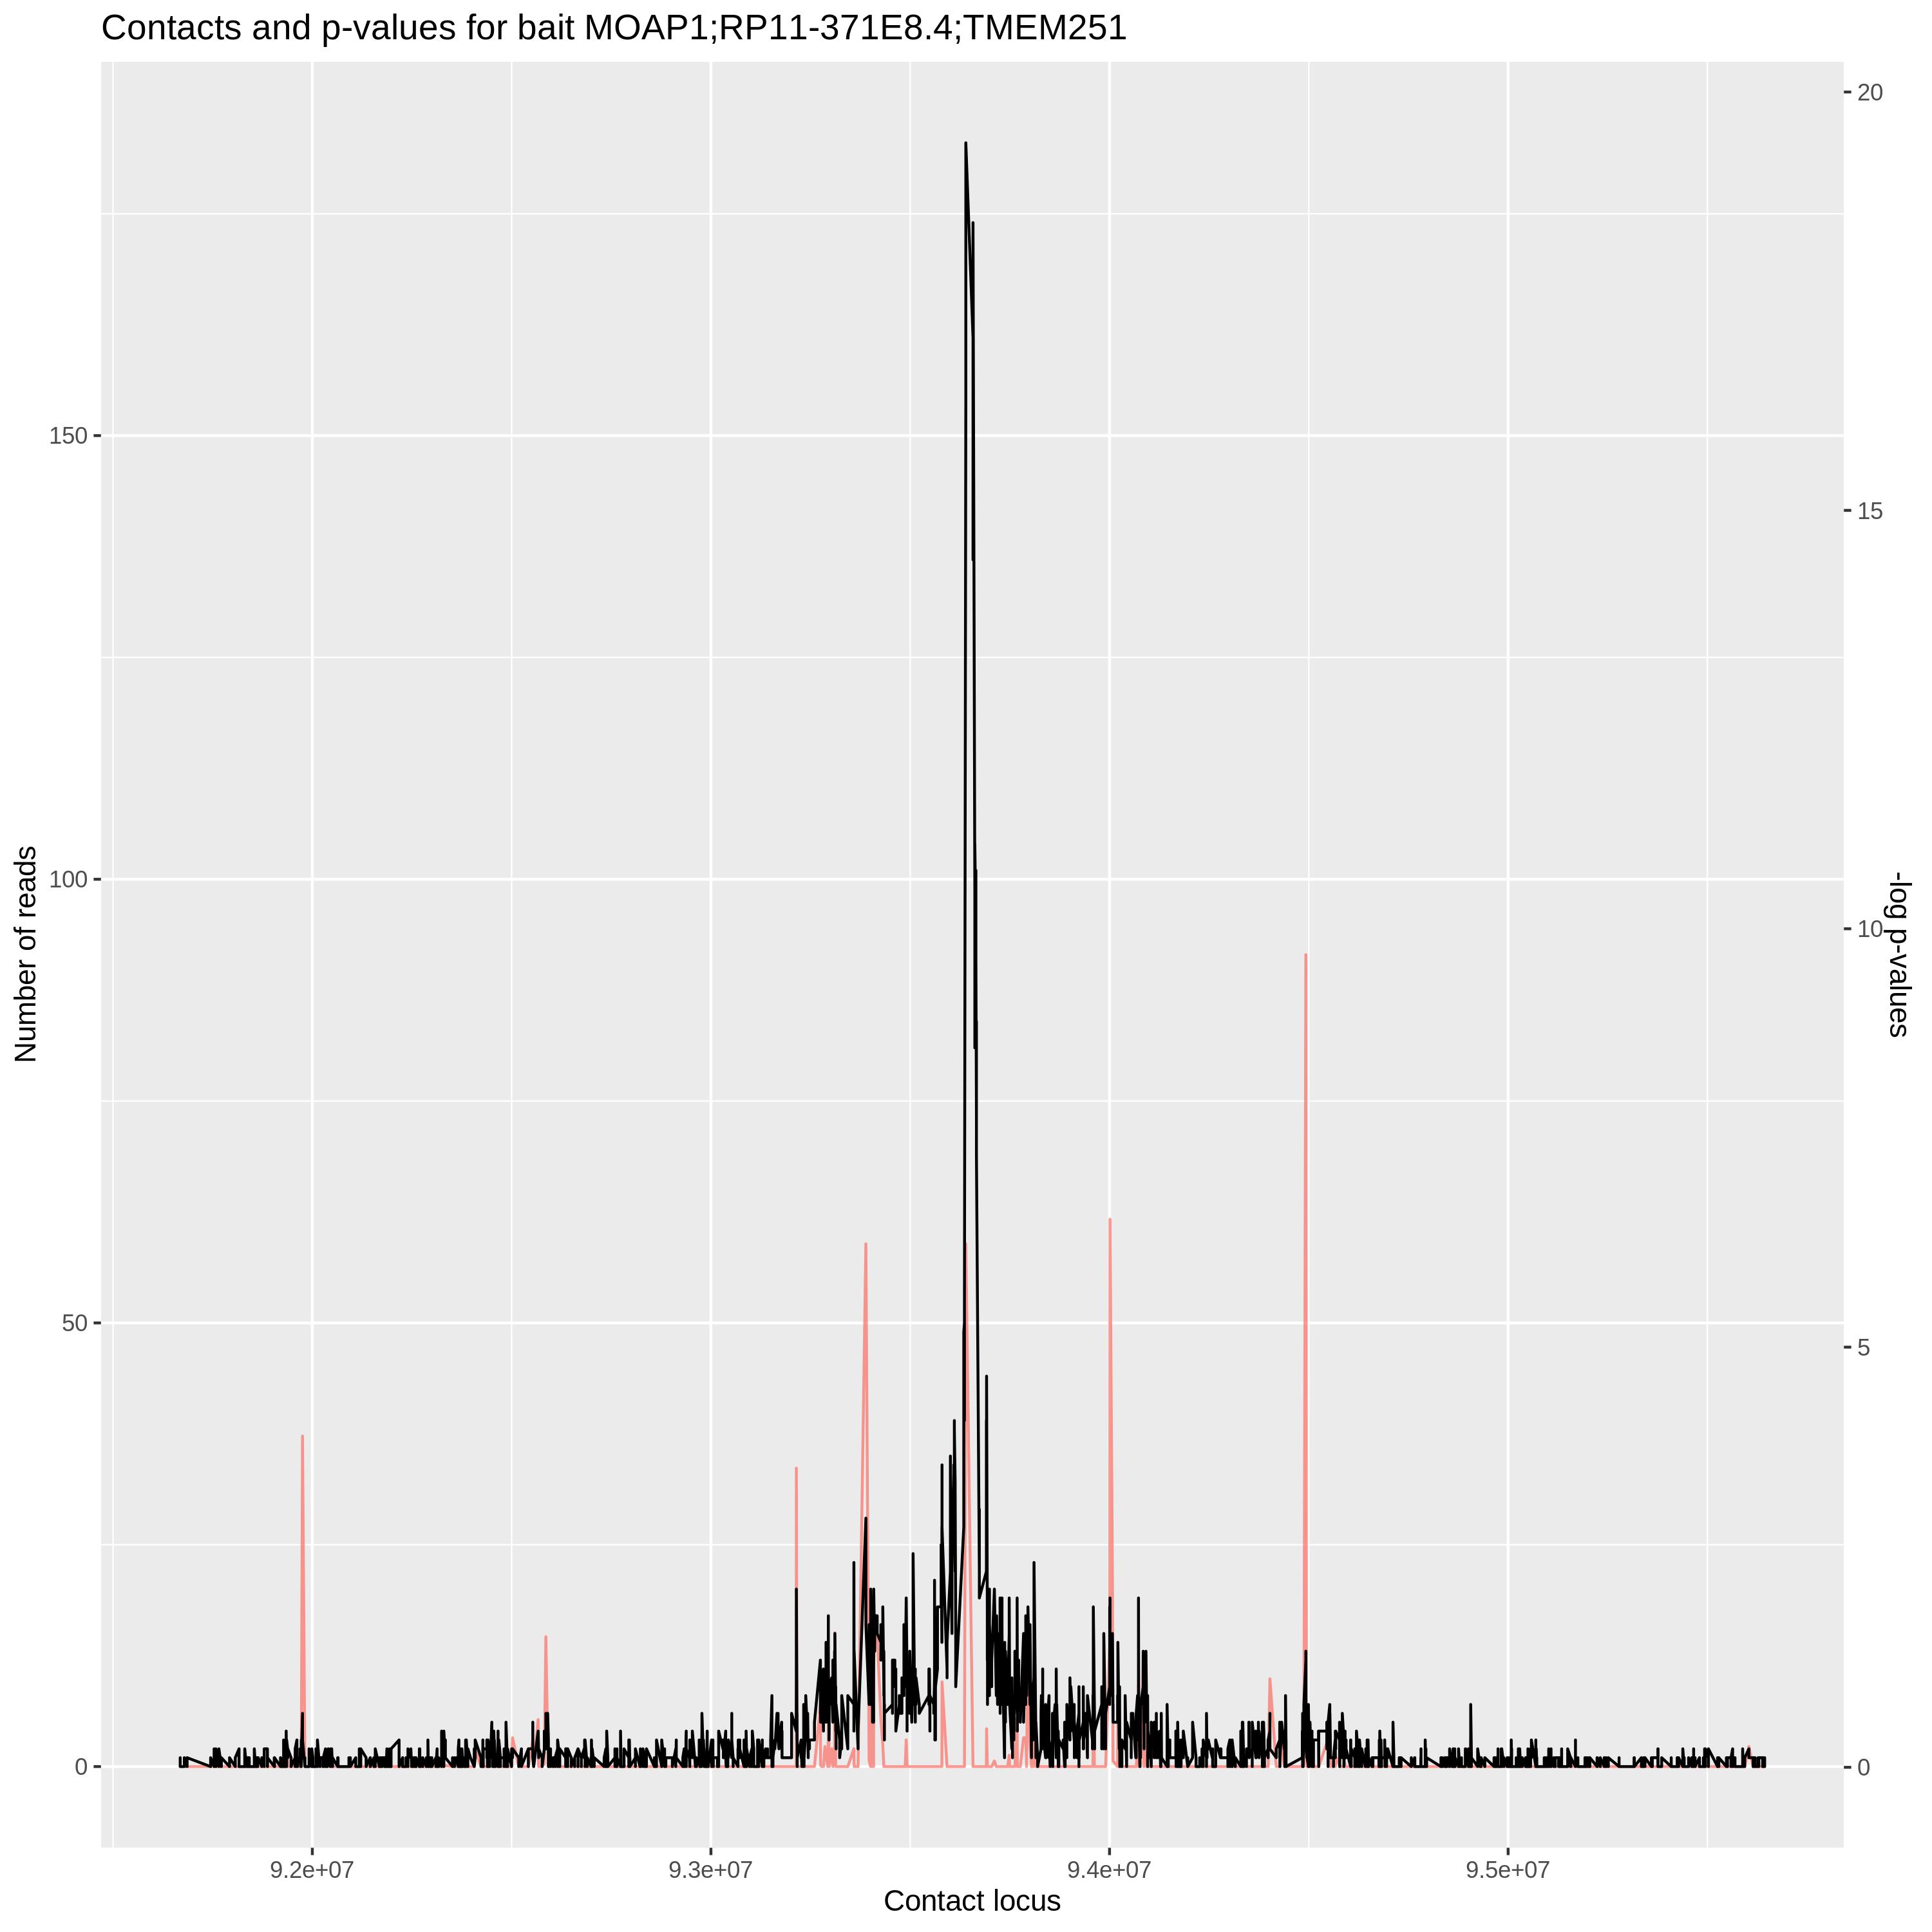 Contacts and p-values for bait MOAP1;RP11-371E8.4;TMEM251
20
15
10
5
0
-log p-values
150
100
50
0
Number of reads
9.2e+07 9.3e+07 9.4e+07 9.5e+07
Contact locus